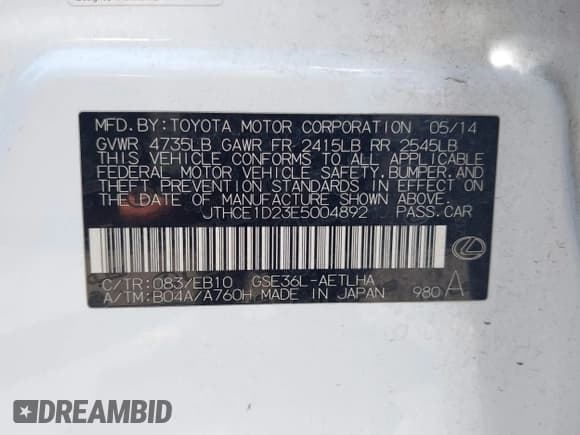 MFD.BY:TOYOTA MOTOR CORPORATION 05/14
GVWR 4735LB GAWR FR 2415LB RR 2545LB
THIS VEHICLE CONFORMS TO ALL APPLICABLE
FEDERAL MOTOR VEHICLE SAFETY,BUMPER,AND
THEFT PREVENTION STANDARDS IN EFFECT ON
THE DATE OF MANUFACTURE SHOWN ABOVE.
JTHCE1D23E5004892 PASS.CAR
C/TR:083/EB10 GSE36L-AETLHA
A/TM:B04A/A760H MADE IN JAPAN 980 A
DREAMBID